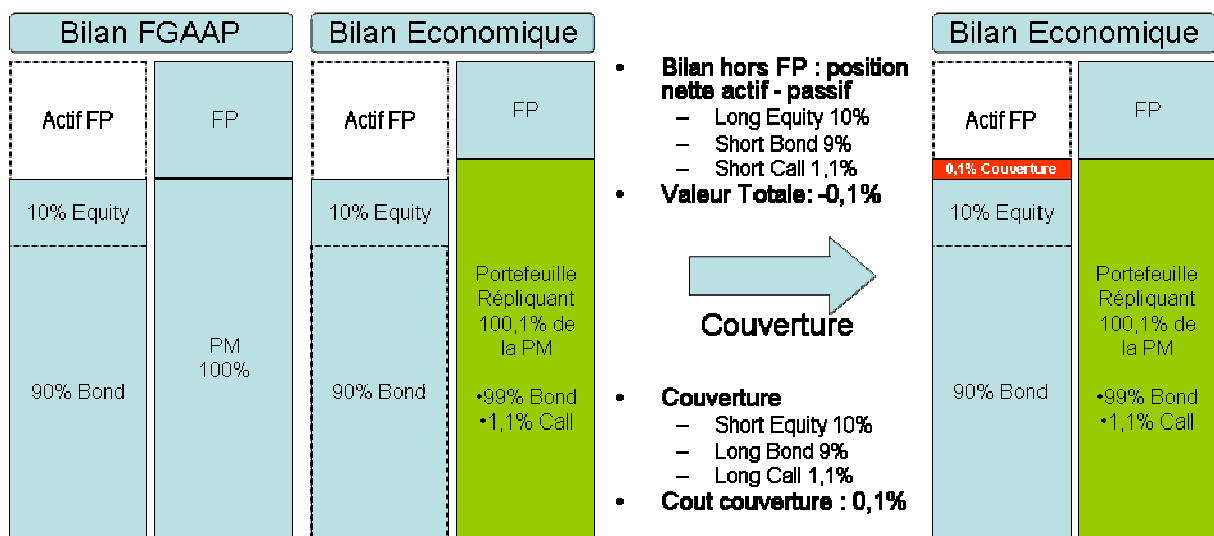 Bilan FGAAP
Actif FP
FP
10% Equity
90% Bond
PM
100%
Bilan Economique
Actif FP
FP
10% Equity
90% Bond
Portefeuille
Répliquant
100,1% de
la PM
•99% Bond
•1,1% Call
• Bilan hors FP : position
nette actif - passif
– Long Equity 10%
– Short Bond 9%
– Short Call 1,1%
• Valeur Totale: -0,1%
Couverture
• Couverture
– Short Equity 10%
– Long Bond 9%
– Long Call 1,1%
• Cout couverture : 0,1%
Bilan Economique
Actif FP
FP
0,1% Couverture
10% Equity
90% Bond
Portefeuille
Répliquant
100,1% de
la PM
•99% Bond
•1,1% Call